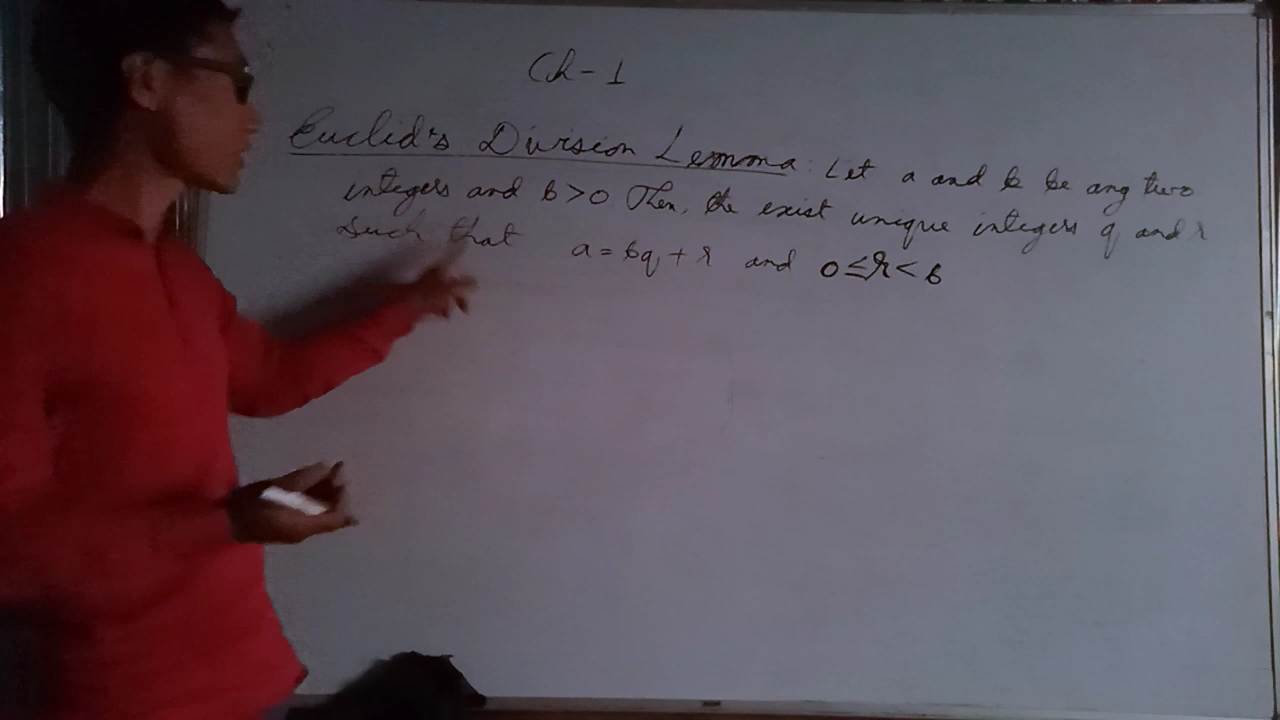 Ch-1
Euclid's Division Lemma: Let a and b be any two
integers and b>0 Then, the exist unique integers q and r
such that a = bq + r and 0≤r<b